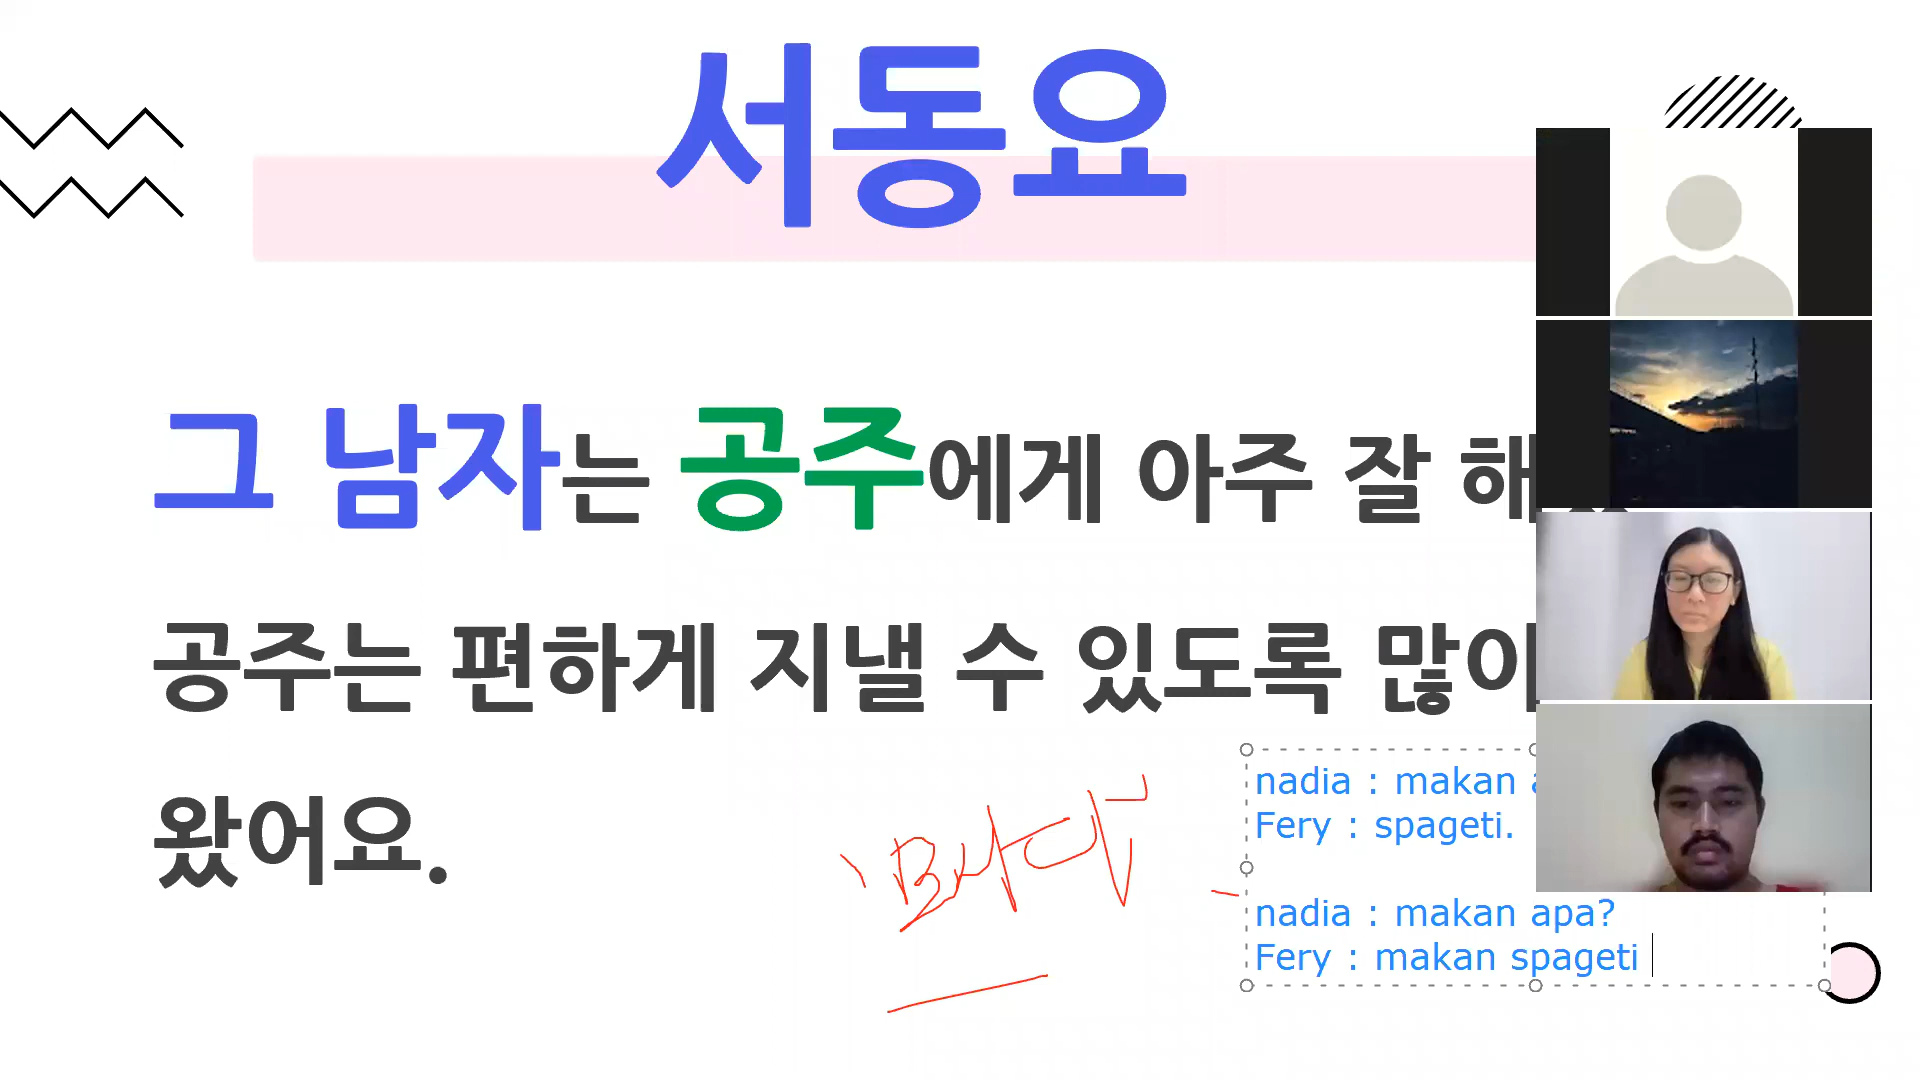 서동요
그 남자는 공주에게 아주 잘 해
공주는 편하게 지낼 수 있도록 많이
왔어요.
nadia : makan
Fery : spageti.
nadia : makan apa?
Fery : makan spageti